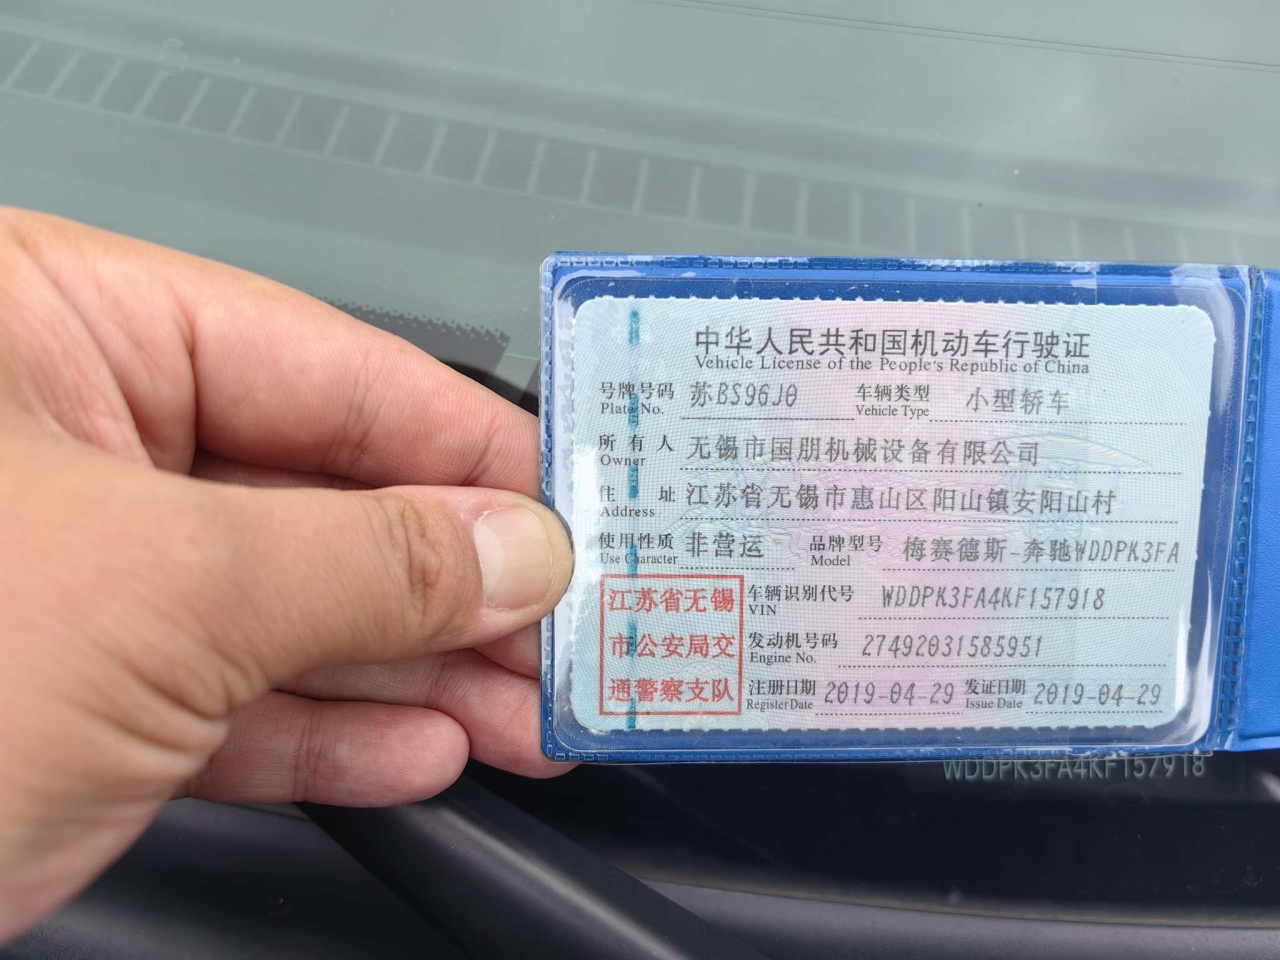 中华人民共和国机动车行驶证
Vehicle License of the People's Republic of China
号牌号码 苏BS96J0 车辆类型 小型轿车
Plate No. Vehicle Type
所有人 无锡市国朋机械设备有限公司
Owner
住址 江苏省无锡市惠山区阳山镇安阳山村
Address
使用性质 非营运 品牌型号 梅赛德斯-奔驰WDDPK3FA
Use Character Model
江苏省无锡
市公安局交
通警察支队
车辆识别代号 WDDPK3FA4KF157918
VIN
发动机号码 27492031585951
Engine No.
注册日期 2019-04-29 发证日期 2019-04-29
Register Date Issue Date
WDDPK3FA4KF157918